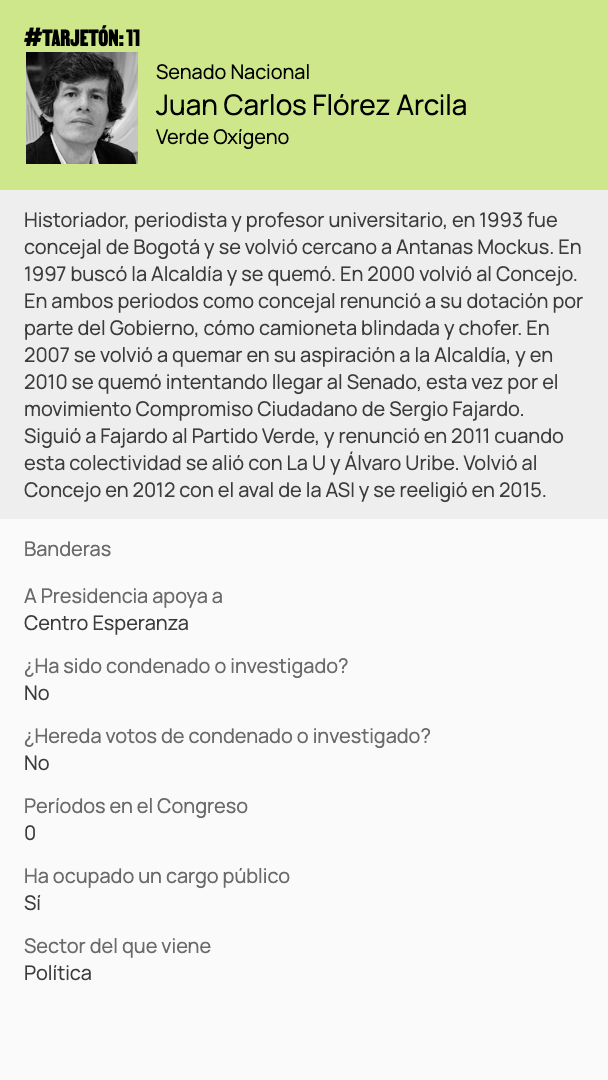 #TARJETÓN: 11
Senado Nacional
Juan Carlos Flórez Arcila
Verde Oxígeno
Historiador, periodista y profesor universitario, en 1993 fue
concejal de Bogotá y se volvió cercano a Antanas Mockus. En
1997 buscó la Alcaldía y se quemó. En 2000 volvió al Concejo.
En ambos periodos como concejal renunció a su dotación por
parte del Gobierno, cómo camioneta blindada y chofer. En
2007 se volvió a quemar en su aspiración a la Alcaldía, y en
2010 se quemó intentando llegar al Senado, esta vez por el
movimiento Compromiso Ciudadano de Sergio Fajardo.
Siguió a Fajardo al Partido Verde, y renunció en 2011 cuando
esta colectividad se alió con La U y Álvaro Uribe. Volvió al
Concejo en 2012 con el aval de la ASI y se reeligió en 2015.
Banderas
A Presidencia apoya a
Centro Esperanza
¿Ha sido condenado o investigado?
No
¿Hereda votos de condenado o investigado?
No
Períodos en el Congreso
0
Ha ocupado un cargo público
Sí
Sector del que viene
Política